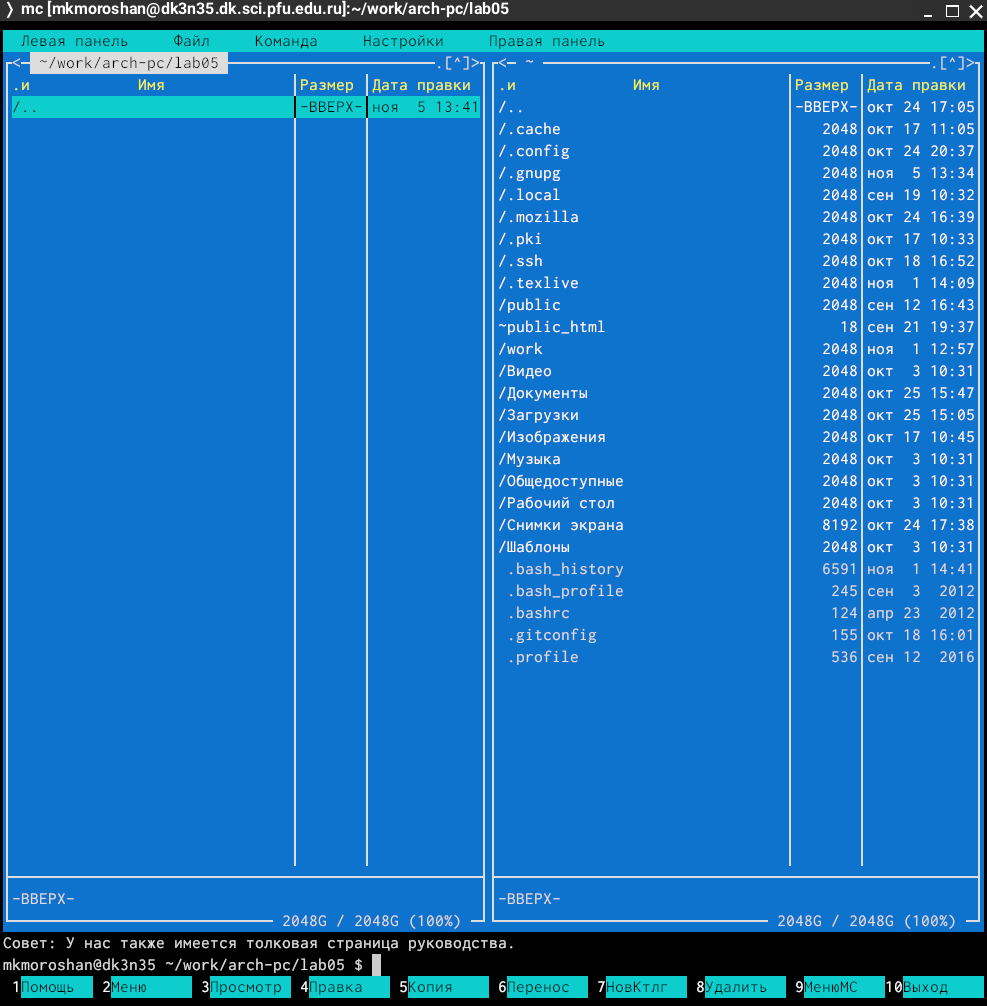 mc [mkmoroshan@dk3n35.dk.sci.pfu.edu.ru]:~/work/arch-pc/lab05
Левая панель Файл Команда Настройки Правая панель
<─ ~/work/arch-pc/lab05 .[^]> <─ ~ .[^]>
.и Имя Размер Дата правки .и Имя Размер Дата правки
/.. -ВВЕРХ- ноя 5 13:41 /.. -ВВЕРХ- окт 24 17:05
/.cache 2048 окт 17 11:05
/.config 2048 окт 24 20:37
/.gnupg 2048 ноя 5 13:34
/.local 2048 сен 19 10:32
/.mozilla 2048 окт 24 16:39
/.pki 2048 окт 17 10:33
/.ssh 2048 окт 18 16:52
/.texlive 2048 ноя 1 14:09
/public 2048 сен 12 16:43
~public_html 18 сен 21 19:37
/work 2048 ноя 1 12:57
/Видео 2048 окт 3 10:31
/Документы 2048 окт 25 15:47
/Загрузки 2048 окт 25 15:05
/Изображения 2048 окт 17 10:45
/Музыка 2048 окт 3 10:31
/Общедоступные 2048 окт 3 10:31
/Рабочий стол 2048 окт 3 10:31
/Снимки экрана 8192 окт 24 17:38
/Шаблоны 2048 окт 3 10:31
.bash_history 6591 ноя 1 14:41
.bash_profile 245 сен 3 2012
.bashrc 124 апр 23 2012
.gitconfig 155 окт 18 16:01
.profile 536 сен 12 2016
-ВВЕРХ- -ВВЕРХ-
2048G / 2048G (100%) 2048G / 2048G (100%)
Совет: У нас также имеется толковая страница руководства.
mkmoroshan@dk3n35 ~/work/arch-pc/lab05 $
1Помощь 2Меню 3Просмотр 4Правка 5Копия 6Перенос 7НовКтлг 8Удалить 9МенюМС 10Выход